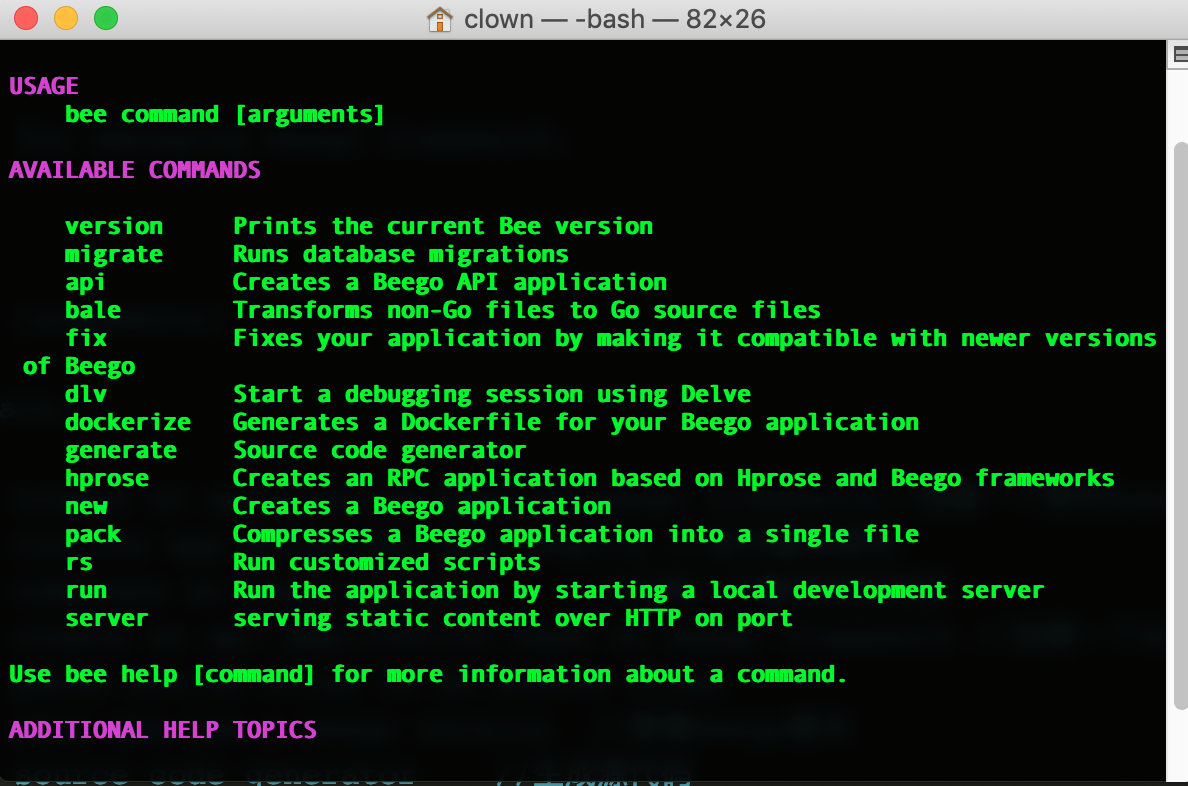 clown — -bash — 82×26
USAGE
bee command [arguments]
AVAILABLE COMMANDS
version Prints the current Bee version
migrate Runs database migrations
api Creates a Beego API application
bale Transforms non-Go files to Go source files
fix Fixes your application by making it compatible with newer versions
of Beego
dlv Start a debugging session using Delve
dockerize Generates a Dockerfile for your Beego application
generate Source code generator
hprose Creates an RPC application based on Hprose and Beego frameworks
new Creates a Beego application
pack Compresses a Beego application into a single file
rs Run customized scripts
run Run the application by starting a local development server
server serving static content over HTTP on port
Use bee help [command] for more information about a command.
ADDITIONAL HELP TOPICS